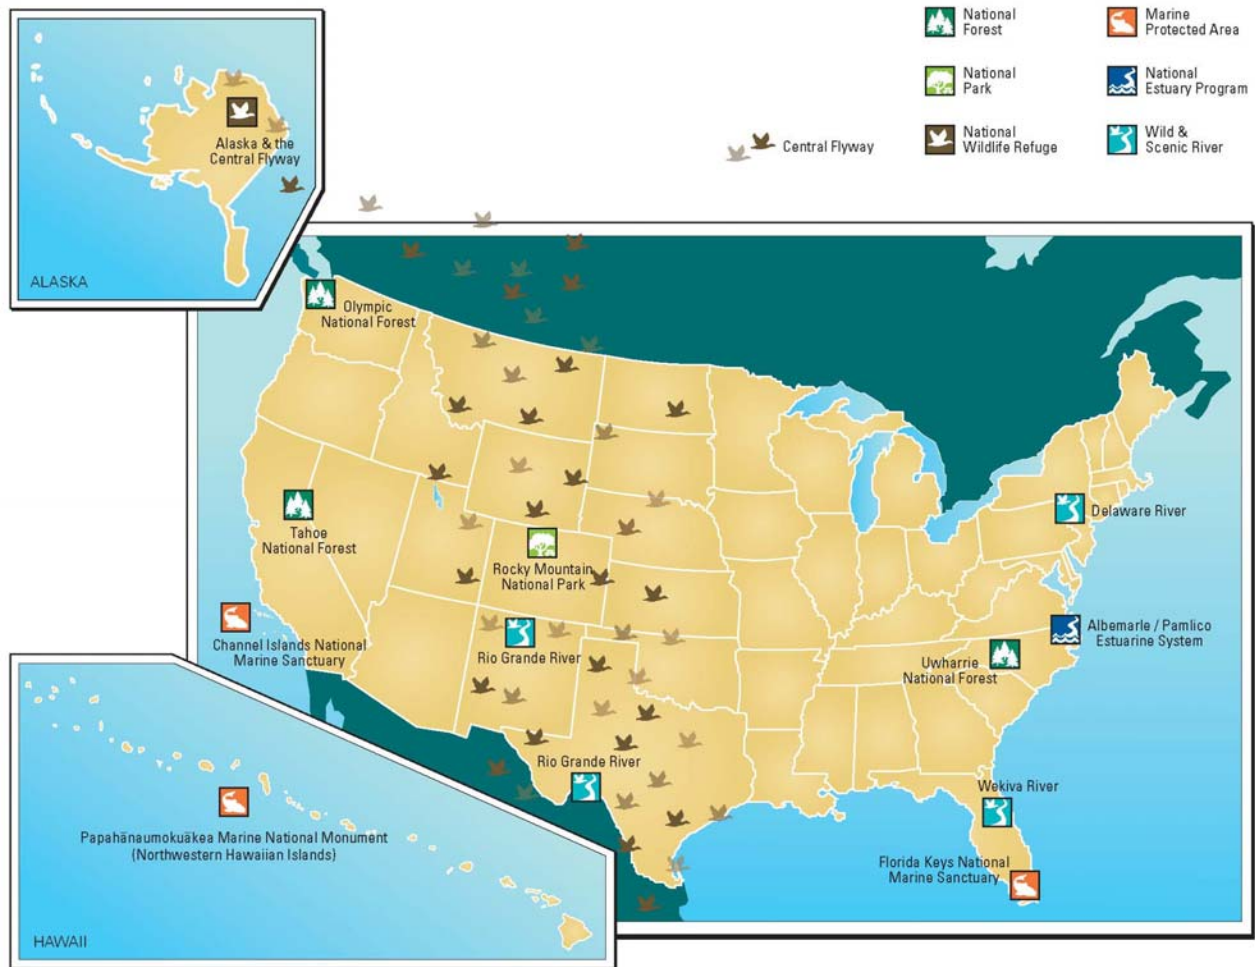 National
Forest
Marine
Protected Area
National
Park
National
Estuary Program
Central Flyway
National
Wildlife Refuge
Wild &
Scenic River
Alaska & the
Central Flyway
ALASKA
Olympic
National Forest
Tahoe
National Forest
Rocky Mountain
National Park
Delaware River
Channel Islands National
Marine Sanctuary
Rio Grande River
Albemarle / Pamlico
Estuarine System
Uwharrie
National Forest
Rio Grande River
Wekiva River
Papahänaumokuäkea Marine National Monument
(Northwestern Hawaiian Islands)
Florida Keys National
Marine Sanctuary
HAWAII